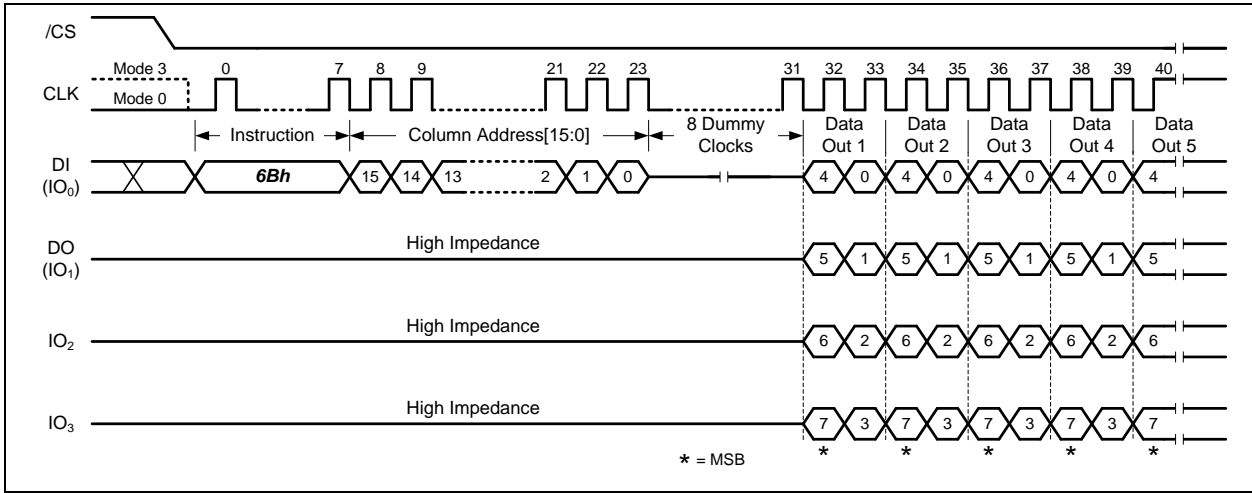 /CS
Mode 3 0 7 8 9 21 22 23 31 32 33 34 35 36 37 38 39 40
CLK
Mode 0
Instruction Column Address[15:0] 8 Dummy Clocks Data Out 1 Data Out 2 Data Out 3 Data Out 4 Data Out 5
DI
(IO₀)
6Bh 15 14 13 2 1 0 4 0 4 0 4 0 4 0 4
DO
(IO₁)
High Impedance 5 1 5 1 5 1 5 1 5
IO₂ High Impedance 6 2 6 2 6 2 6 2 6
IO₃ High Impedance 7 3 7 3 7 3 7 3 7
* * * * *
* = MSB